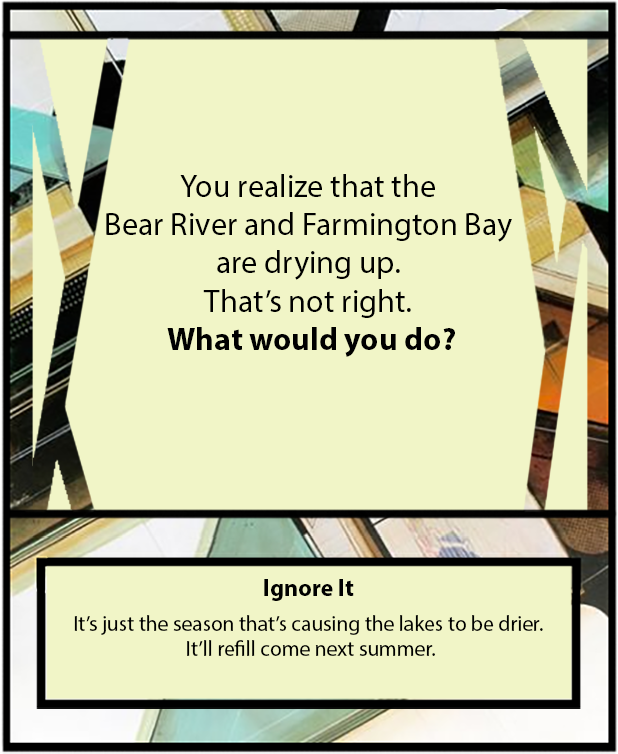 You realize that the
Bear River and Farmington Bay
are drying up.
That’s not right.
What would you do?
Ignore It
It’s just the season that’s causing the lakes to be drier.
It’ll refill come next summer.